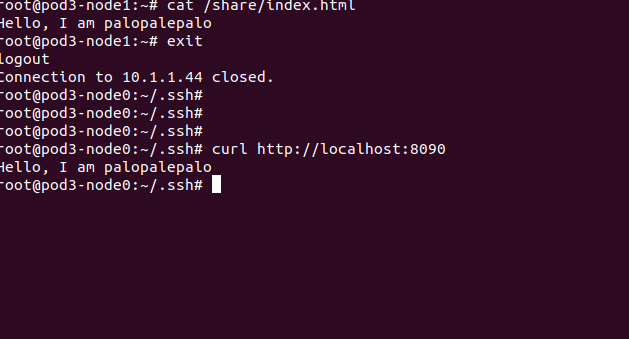 root@pod3-node1:~# cat /share/index.html
Hello, I am palopalepalo
root@pod3-node1:~# exit
logout
Connection to 10.1.1.44 closed.
root@pod3-node0:~/.ssh#
root@pod3-node0:~/.ssh#
root@pod3-node0:~/.ssh#
root@pod3-node0:~/.ssh# curl http://localhost:8090
Hello, I am palopalepalo
root@pod3-node0:~/.ssh#